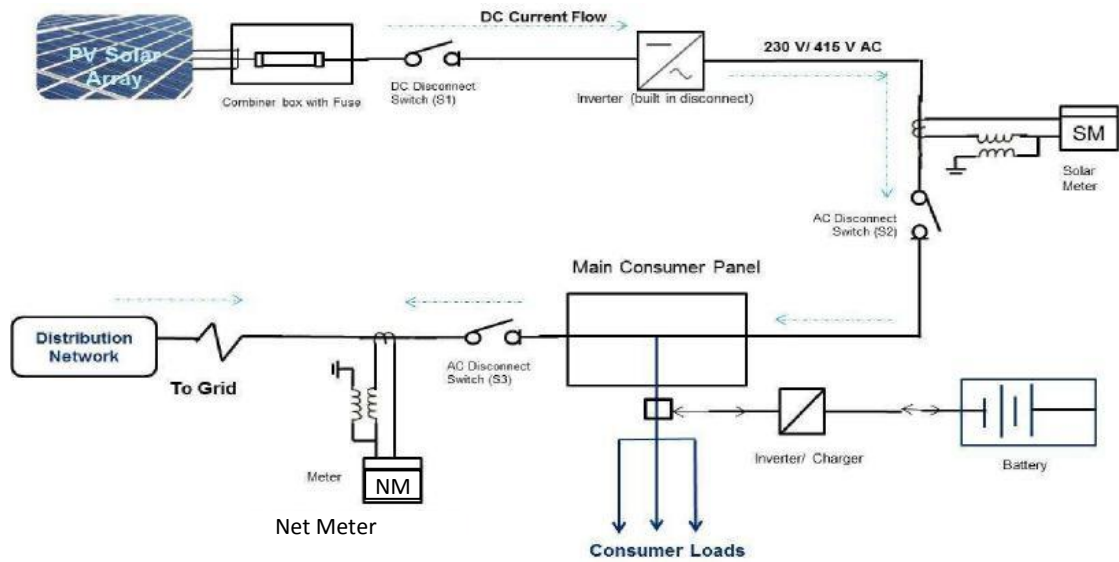 PV Solar
Array
Combiner box with Fuse
DC Disconnect
Switch (S1)
DC Current Flow
Inverter (built in disconnect)
230 V/ 415 V AC
SM
Solar
Meter
AC Disconnect
Switch (S2)
Main Consumer Panel
Distribution
Network
To Grid
AC Disconnect
Switch (S3)
Meter
NM
Net Meter
Inverter/ Charger
Battery
Consumer Loads